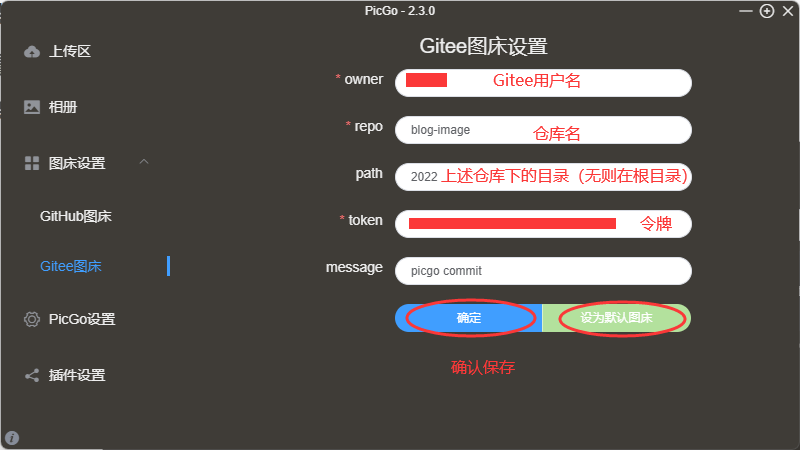 PicGo - 2.3.0
上传区
相册
图床设置
GitHub图床
Gitee图床
PicGo设置
插件设置
Gitee图床设置
* owner Gitee用户名
* repo blog-image 仓库名
path 2022 上述仓库下的目录（无则在根目录）
* token 令牌
message picgo commit
确定 设为默认图床
确认保存